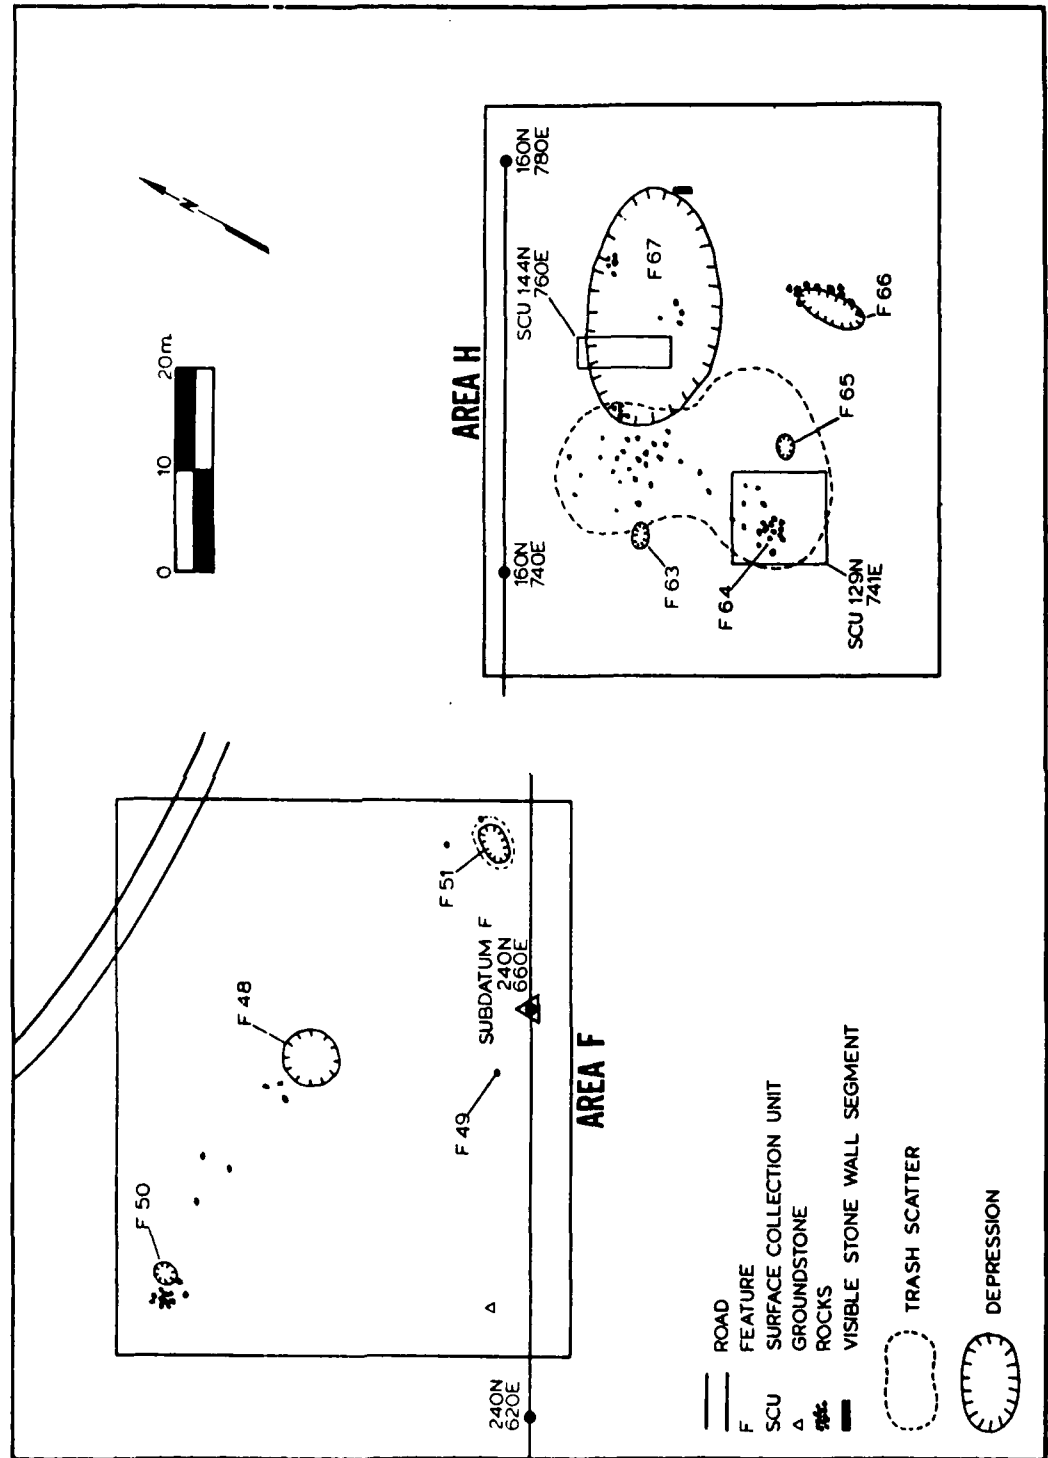 N
0 10 20m.
AREA H
160N
740E
160N
780E
SCU 144N
760E
F 67
F 66
F 65
F 63
F 64
SCU 129N
741E
F 50
F 48
F 51
F 49
SUBDATUM F
240N
660E
240N
620E
AREA F
ROAD
F FEATURE
SCU SURFACE COLLECTION UNIT
GROUNDSTONE
ROCKS
VISIBLE STONE WALL SEGMENT
TRASH SCATTER
DEPRESSION